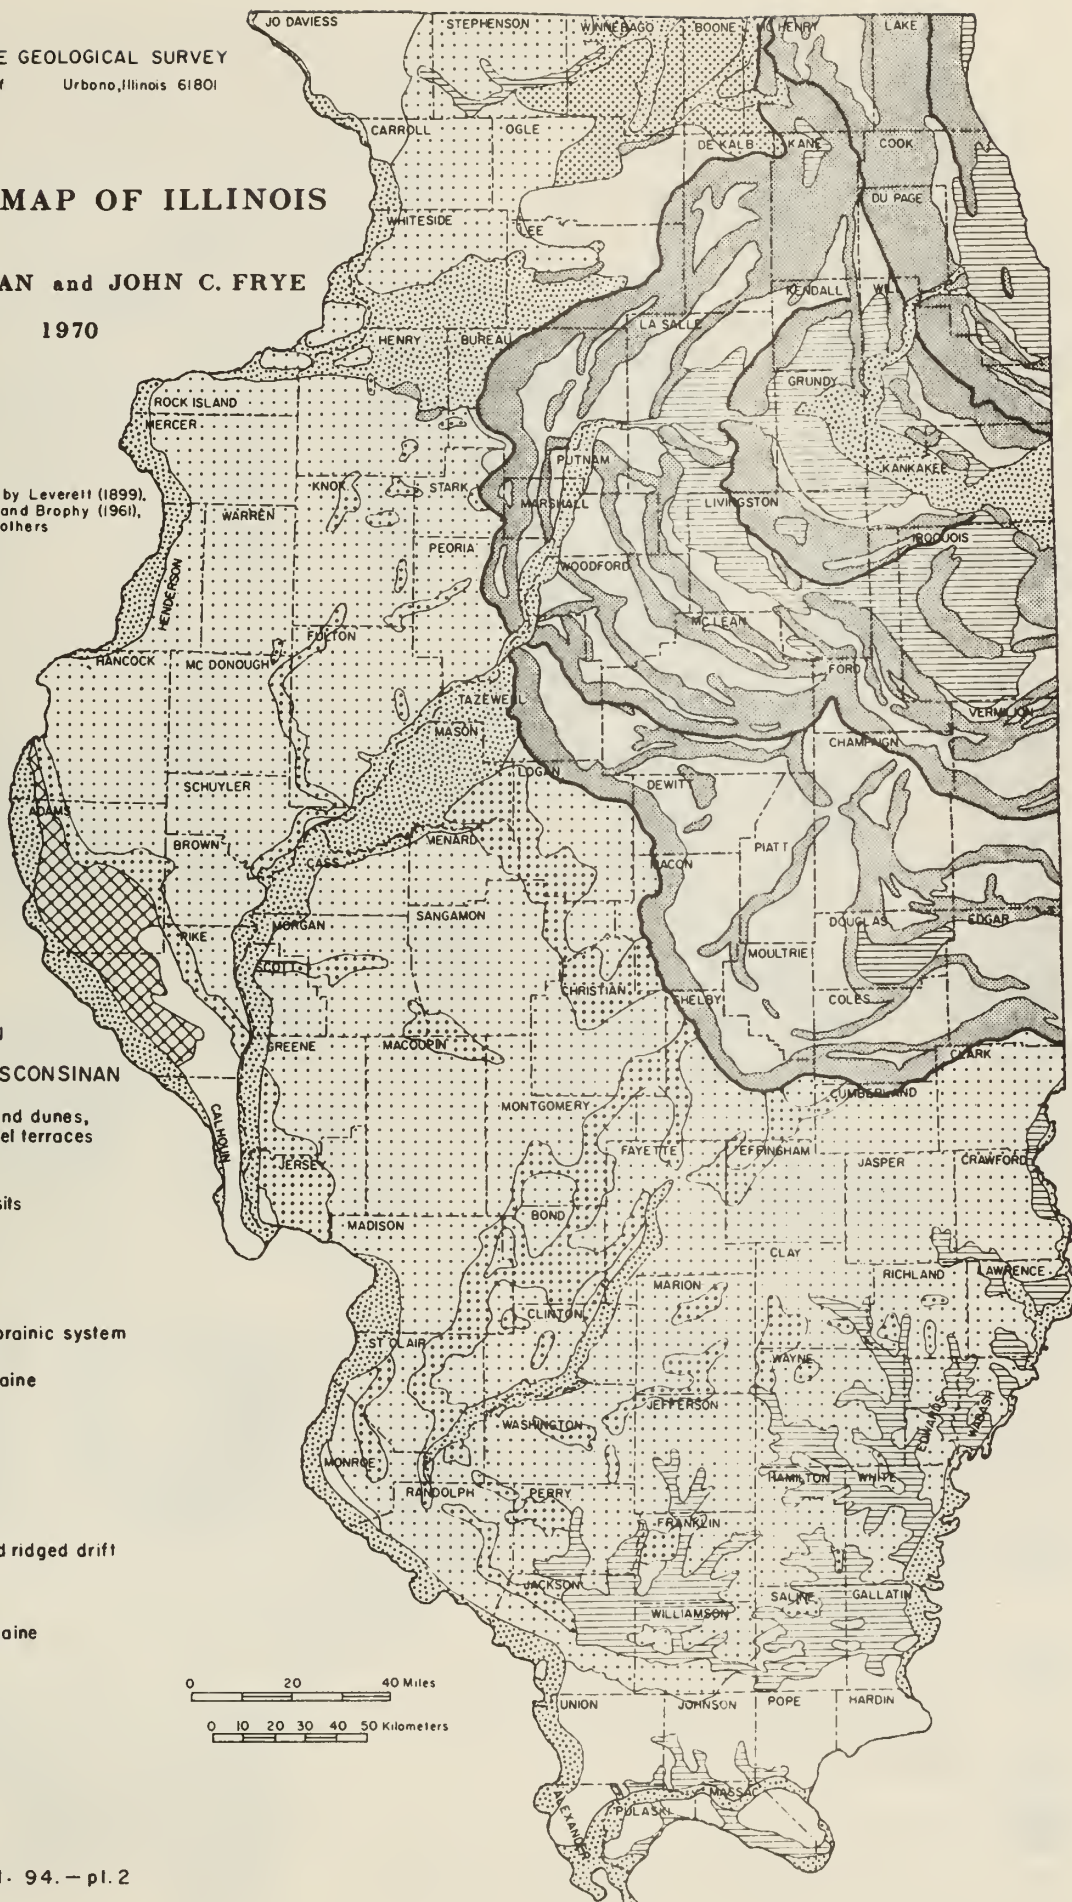 E GEOLOGICAL SURVEY
Urbana, Illinois 61801
MAP OF ILLINOIS
AN and JOHN C. FRYE
1970
by Leverett (1899),
and Brophy (1961),
others
SCONSINAN
nd dunes,
el terraces
sits
orainic system
aine
d ridged drift
aine
0 20 40 Miles
0 10 20 30 40 50 Kilometers
94.—pl. 2
JO DAVIESS
STEPHENSON
WINNEBAGO
BOONE
MC HENRY
LAKE
CARROLL
OGLE
DE KALB
KANE
COOK
DU PAGE
WHITESIDE
LEE
KENDALL
WILL
LA SALLE
HENRY
BUREAU
GRUNDY
ROCK ISLAND
MERCER
PUTNAM
KANKAKEE
KNOX
STARK
MARSHALL
LIVINGSTON
WARREN
IROQUOIS
PEORIA
WOODFORD
HENDERSON
FULTON
MC LEAN
HANCOCK
MC DONOUGH
FORD
TAZEWELL
VERMILION
MASON
CHAMPAIGN
LOGAN
SCHUYLER
DEWITT
ADAMS
BROWN
MENARD
PIATT
CASS
MACON
SANGAMON
MORGAN
DOUGLAS
EDGAR
PIKE
MOULTRIE
SCOTT
CHRISTIAN
SHELBY
COLES
GREENE
MACOUPIN
CLARK
CUMBERLAND
MONTGOMERY
CALHOUN
FAYETTE
EFFINGHAM
JERSEY
JASPER
CRAWFORD
MADISON
BOND
CLAY
RICHLAND
LAWRENCE
MARION
CLINTON
ST CLAIR
WAYNE
JEFFERSON
EDWARDS
WABASH
WASHINGTON
MONROE
HAMILTON
WHITE
RANDOLPH
PERRY
FRANKLIN
JACKSON
SALINE
GALLATIN
WILLIAMSON
UNION
JOHNSON
POPE
HARDIN
ALEXANDER
PULASKI
MASSAC